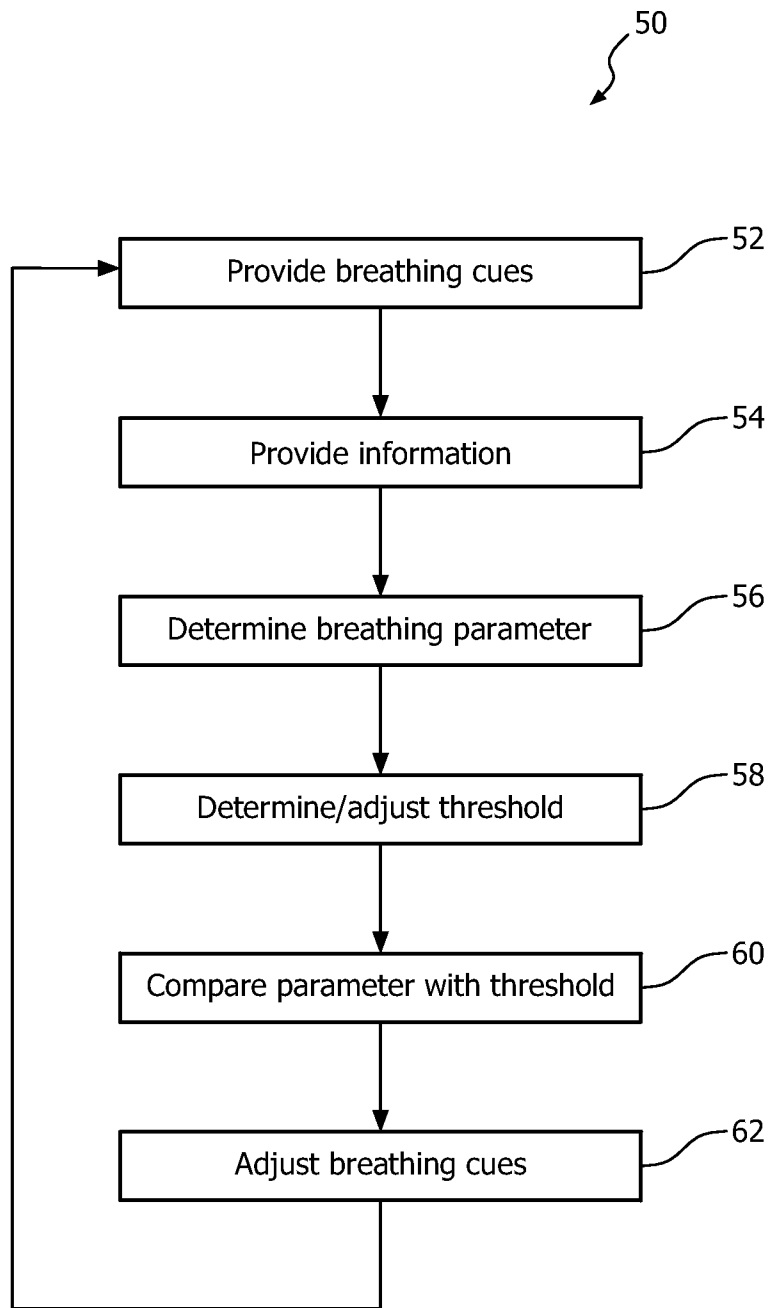 50
Provide breathing cues
52
Provide information
54
Determine breathing parameter
56
Determine/adjust threshold
58
Compare parameter with threshold
60
Adjust breathing cues
62